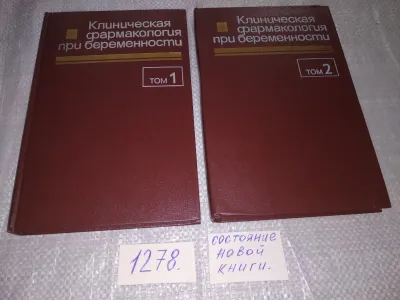 Клиническая
фармакология
при беременности
том 1
Клиническая
фармакология
при беременности
том 2
1278.
состояние
новой
книги.